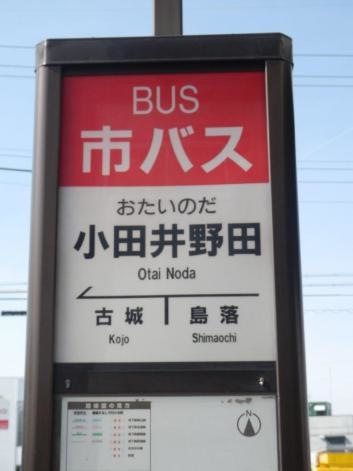 BUS
市バス
おたいのだ
小田井野田
Otai Noda
古城 島落
Kojo Shimaochi
N